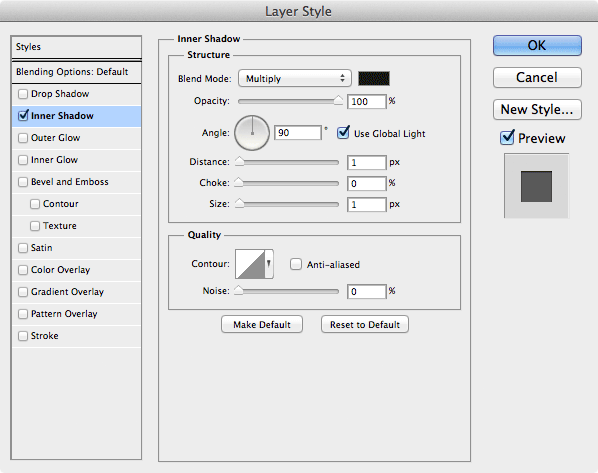 Layer Style
Styles
Blending Options: Default
Drop Shadow
Inner Shadow
Outer Glow
Inner Glow
Bevel and Emboss
Contour
Texture
Satin
Color Overlay
Gradient Overlay
Pattern Overlay
Stroke
Inner Shadow
Structure
Blend Mode: Multiply
Opacity: 100 %
Angle: 90 ° Use Global Light
Distance: 1 px
Choke: 0 %
Size: 1 px
Quality
Contour: Anti-aliased
Noise: 0 %
Make Default Reset to Default
OK
Cancel
New Style...
Preview